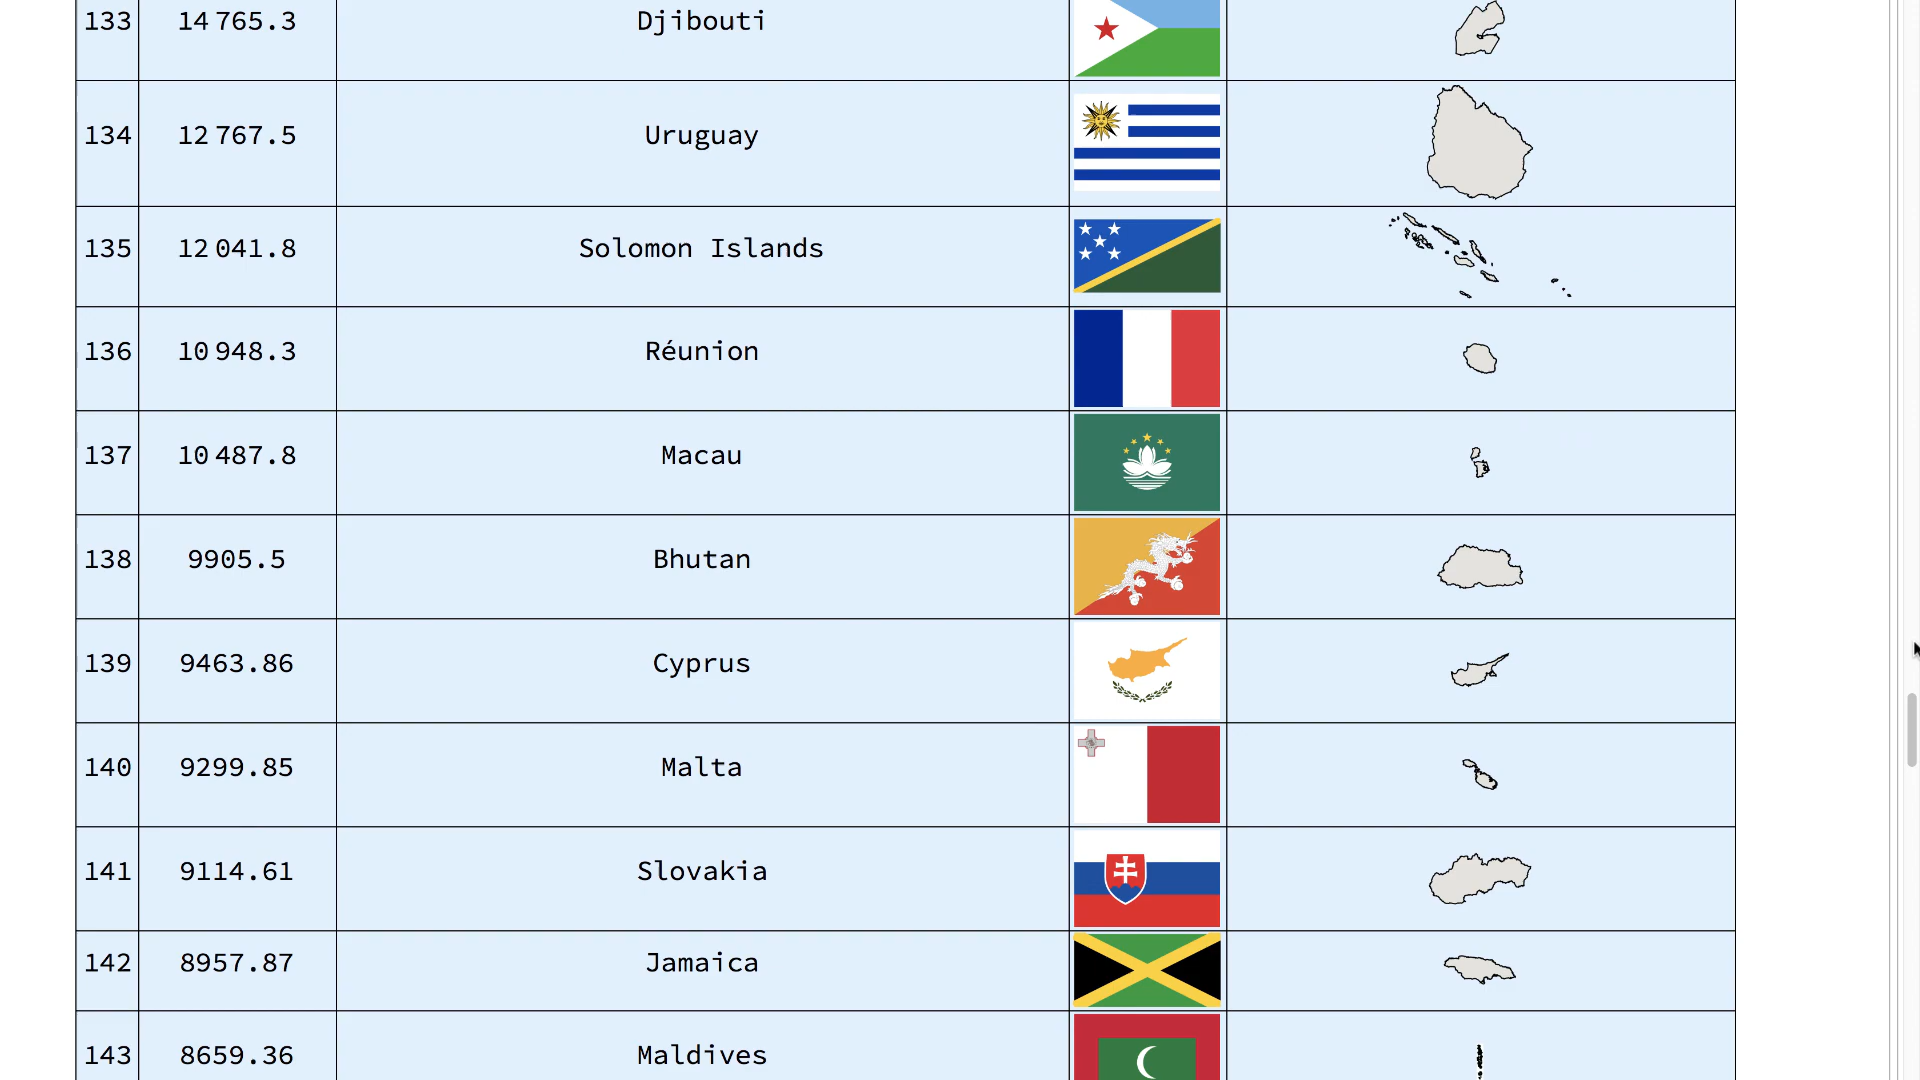 133 14 765.3 Djibouti
134 12 767.5 Uruguay
135 12 041.8 Solomon Islands
136 10 948.3 Réunion
137 10 487.8 Macau
138 9905.5 Bhutan
139 9463.86 Cyprus
140 9299.85 Malta
141 9114.61 Slovakia
142 8957.87 Jamaica
143 8659.36 Maldives